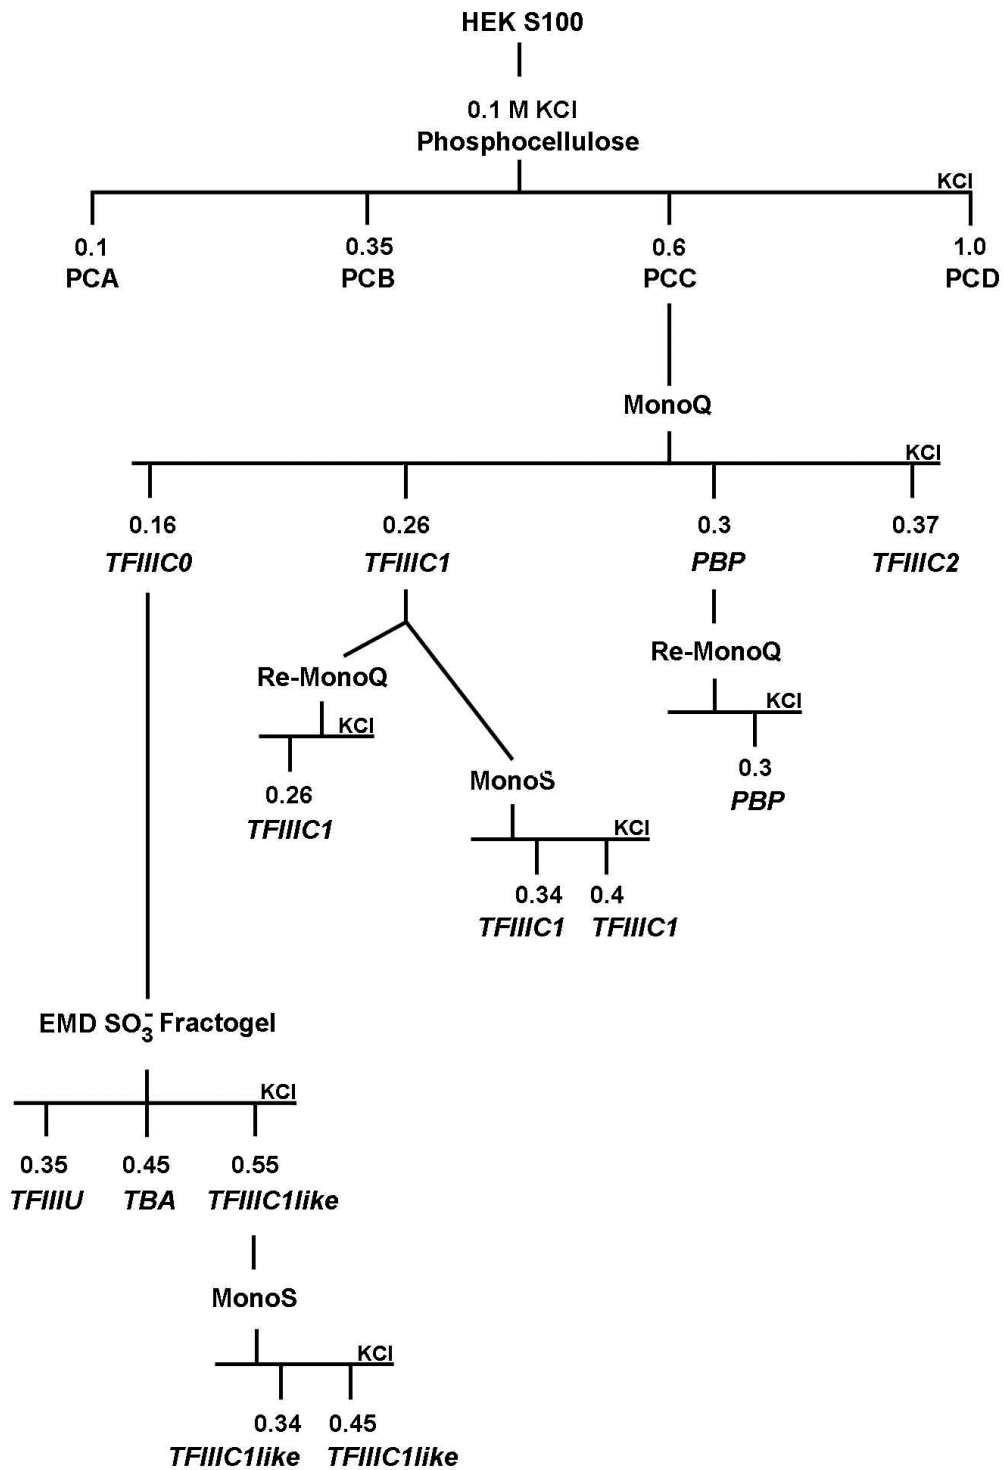 HEK S100
0.1 M KCl
Phosphocellulose
KCl
0.1 0.35 0.6 1.0
PCA PCB PCC PCD
MonoQ
KCl
0.16 0.26 0.3 0.37
TFIIIC0 TFIIIC1 PBP TFIIIC2
Re-MonoQ
Re-MonoQ
KCl
KCl
0.3
PBP
MonoS
0.26
TFIIIC1
KCl
0.34 0.4
TFIIIC1 TFIIIC1
EMD SO3- Fractogel
KCl
0.35 0.45 0.55
TFIIIU TBA TFIIIC1like
MonoS
KCl
0.34 0.45
TFIIIC1like TFIIIC1like